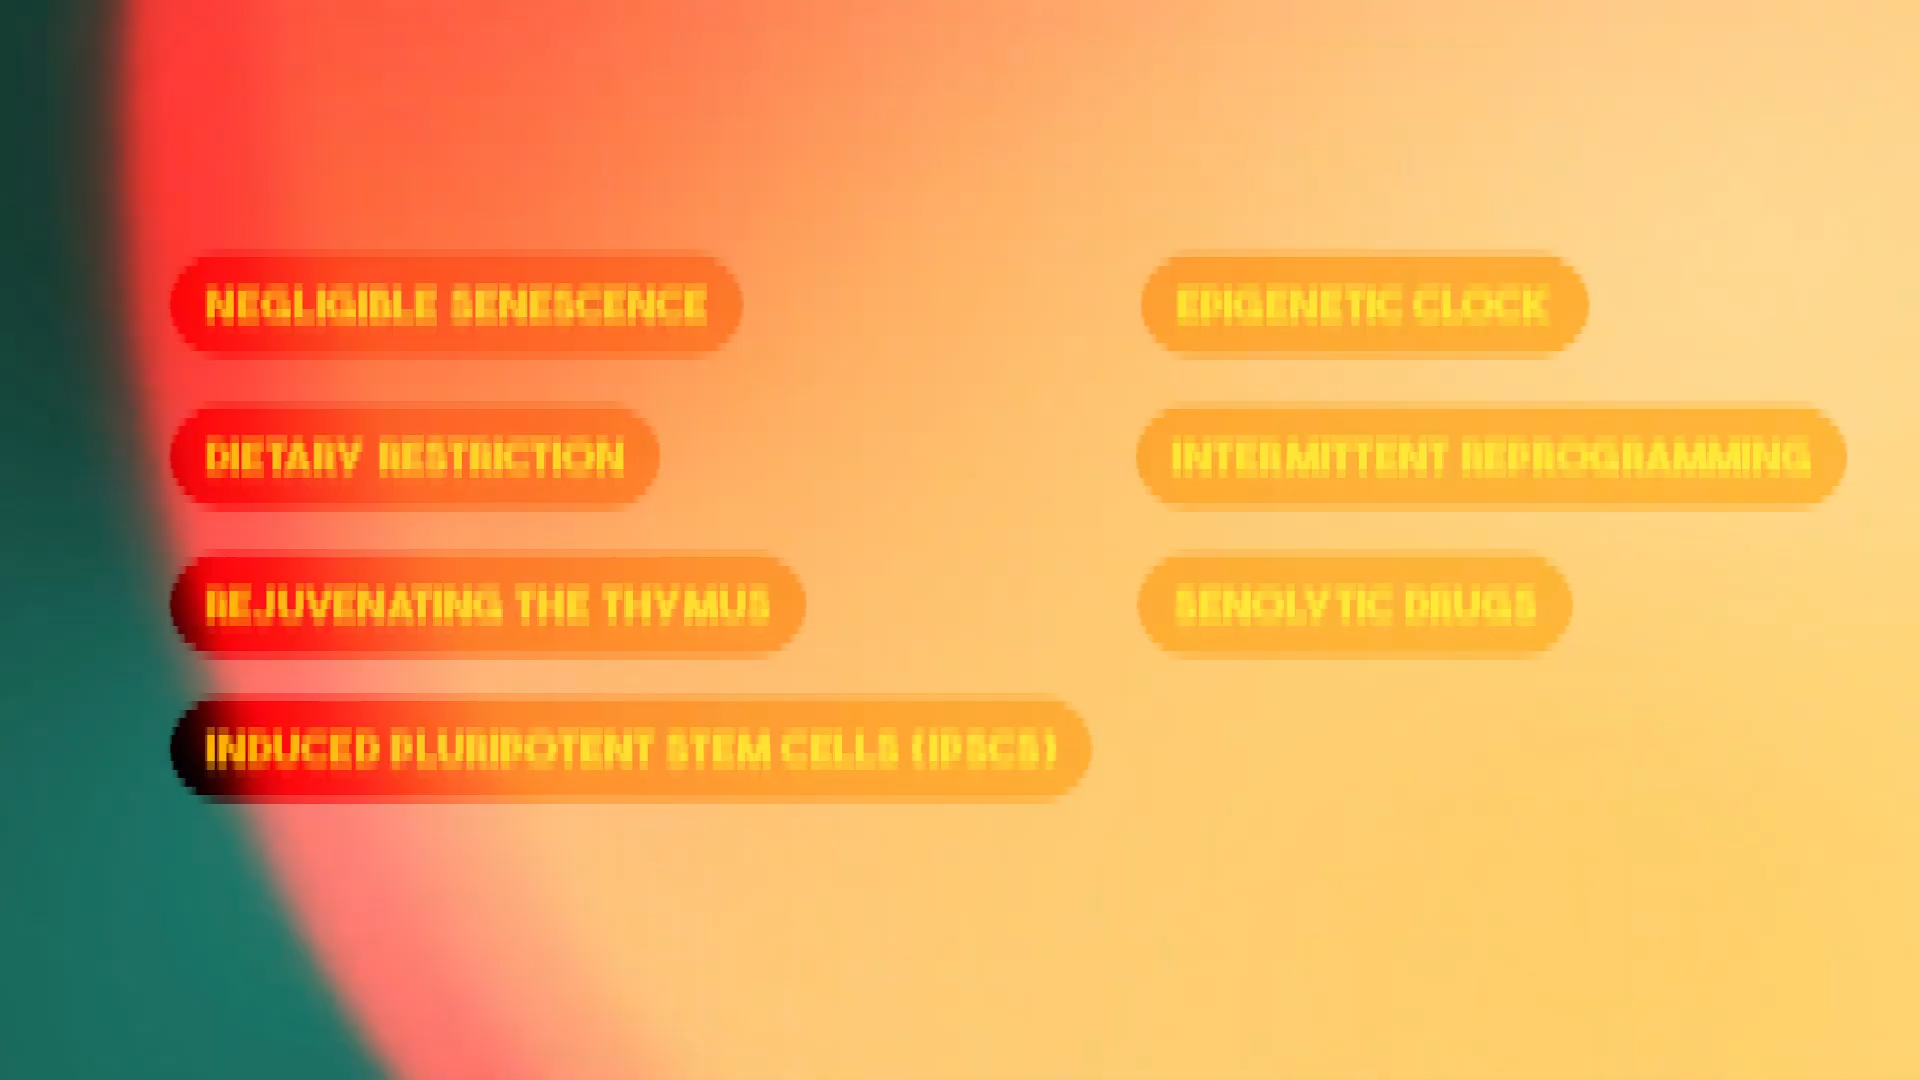 NEGLIGIBLE SENESCENCE
DIETARY RESTRICTION
REJUVENATING THE THYMUS
INDUCED PLURIPOTENT STEM CELLS (IPSCS)
EPIGENETIC CLOCK
INTERMITTENT REPROGRAMMING
SENOLYTIC DRUGS